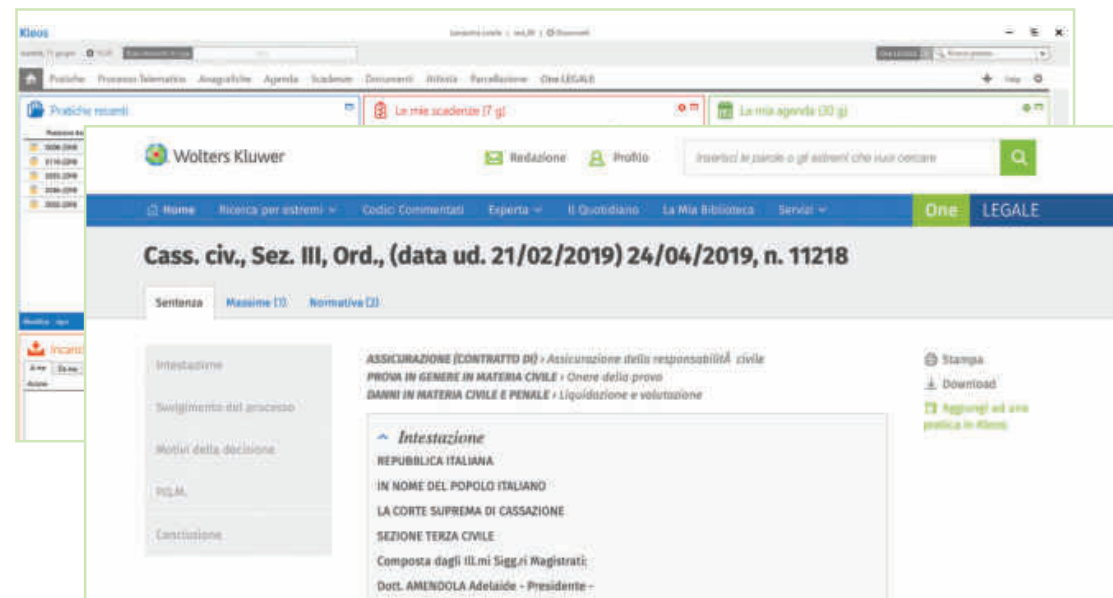 Kleos
Pratiche Processo Telematico Anagrafiche Agenda Scadenze Documenti Attività Parcellazione One LEGALE
Pratiche recenti
Le mie scadenze (7 g)
La mia agenda (30 g)
Wolters Kluwer
Redazione
Profilo
Inserisci le parole o gli estremi che vuoi cercare
Home Ricerca per estremi Codici Commentati Experta Il Quotidiano La Mia Biblioteca Servizi
One LEGALE
Cass. civ., Sez. III, Ord., (data ud. 21/02/2019) 24/04/2019, n. 11218
Sentenza Massime (1) Normativa (2)
Intestazione
Svolgimento del processo
Motivi della decisione
P.Q.M.
Conclusione
ASSICURAZIONE (CONTRATTO DI) › Assicurazione della responsabilitÃ civile
PROVA IN GENERE IN MATERIA CIVILE › Onere della prova
DANNI IN MATERIA CIVILE E PENALE › Liquidazione e valutazione
Intestazione
REPUBBLICA ITALIANA
IN NOME DEL POPOLO ITALIANO
LA CORTE SUPREMA DI CASSAZIONE
SEZIONE TERZA CIVILE
Composta dagli Ill.mi Sigg.ri Magistrati:
Dott. AMENDOLA Adelaide - Presidente -
Stampa
Download
Aggiungi ad una
pratica in Kleos